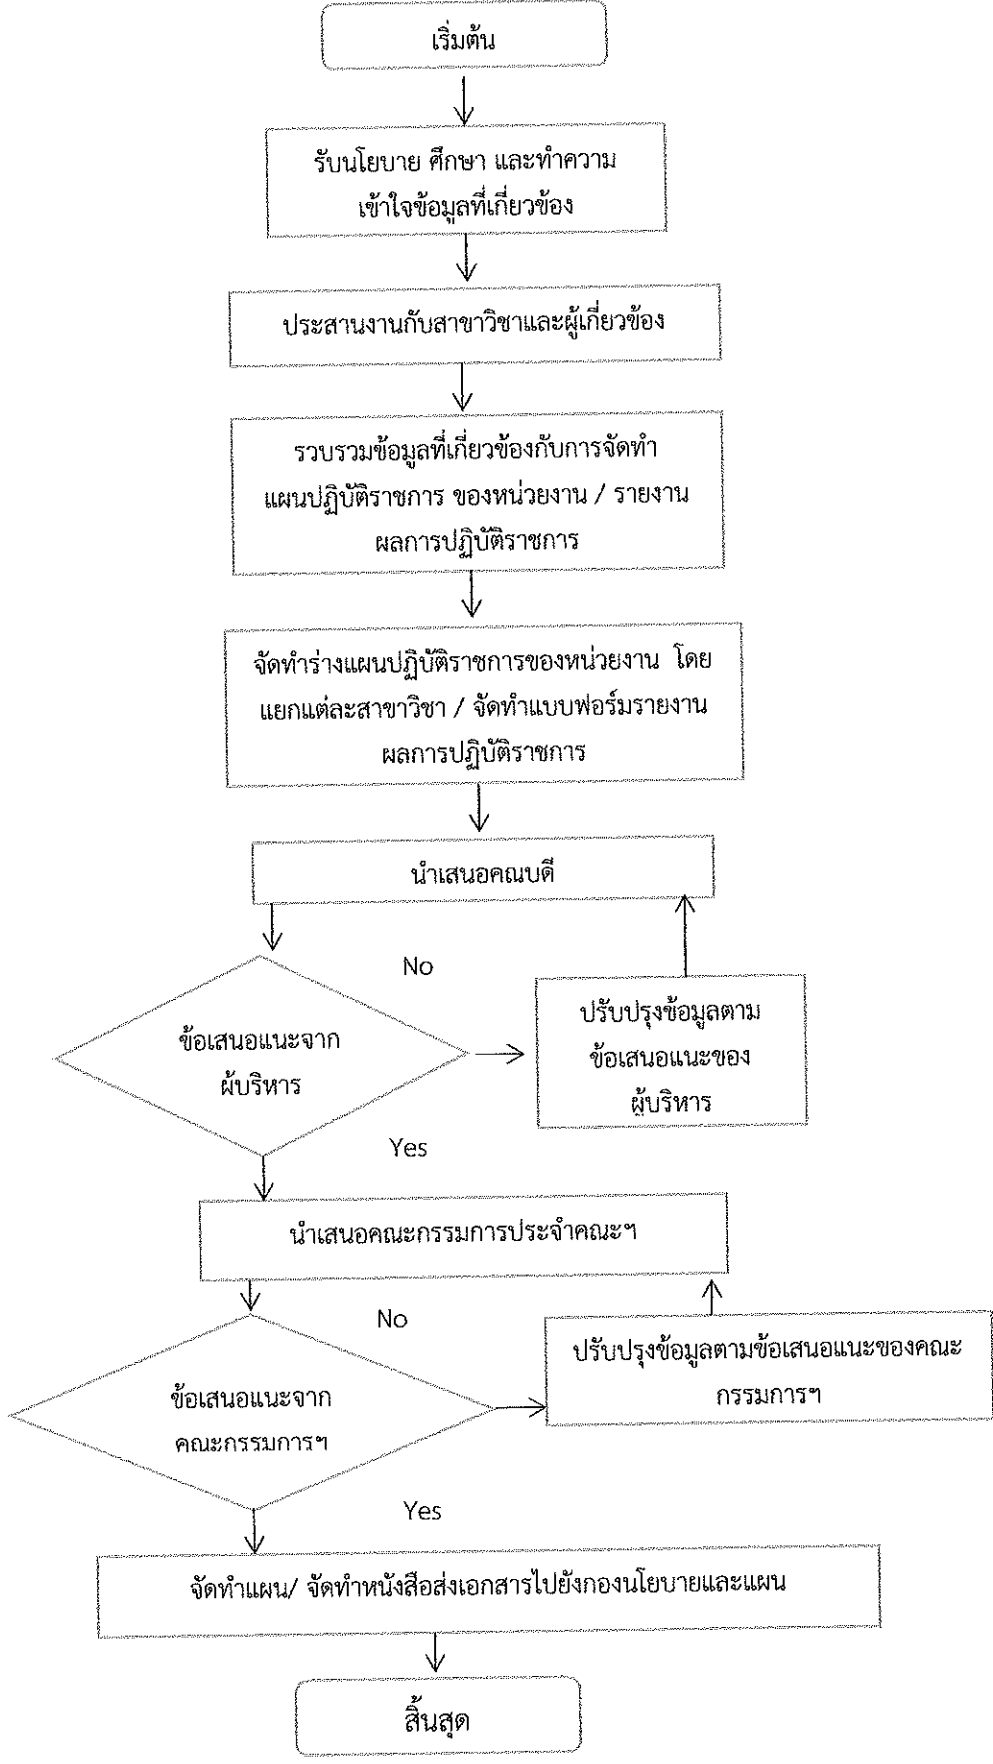 เริ่มต้น
รับนโยบาย ศึกษา และทำความ
เข้าใจข้อมูลที่เกี่ยวข้อง
ประสานงานกับสาขาวิชาและผู้เกี่ยวข้อง
รวบรวมข้อมูลที่เกี่ยวข้องกับการจัดทำ
แผนปฏิบัติราชการ ของหน่วยงาน / รายงาน
ผลการปฏิบัติราชการ
จัดทำร่างแผนปฏิบัติราชการของหน่วยงาน โดย
แยกแต่ละสาขาวิชา / จัดทำแบบฟอร์มรายงาน
ผลการปฏิบัติราชการ
นำเสนอคณบดี
No
ข้อเสนอแนะจาก
ผู้บริหาร
ปรับปรุงข้อมูลตาม
ข้อเสนอแนะของ
ผู้บริหาร
Yes
นำเสนอคณะกรรมการประจำคณะฯ
No
ข้อเสนอแนะจาก
คณะกรรมการฯ
ปรับปรุงข้อมูลตามข้อเสนอแนะของคณะ
กรรมการฯ
Yes
จัดทำแผน/ จัดทำหนังสือส่งเอกสารไปยังกองนโยบายและแผน
สิ้นสุด